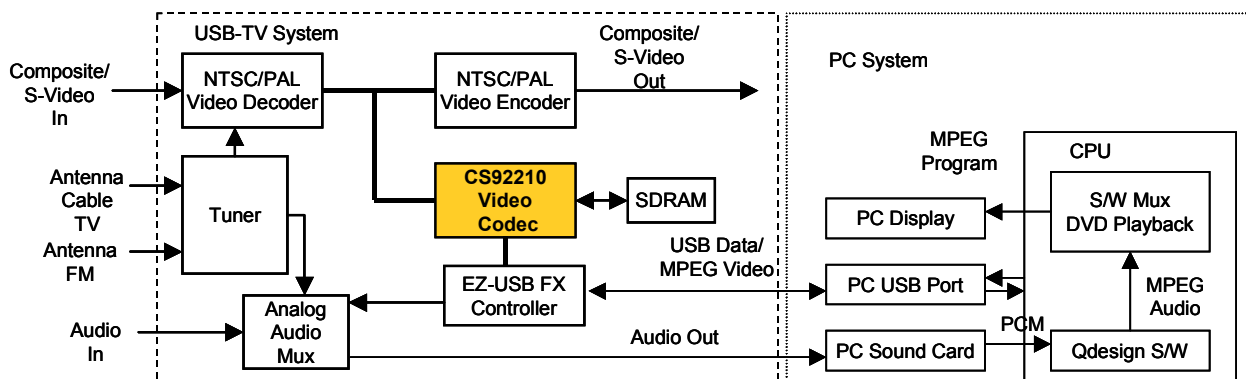 USB-TV System
Composite/
S-Video
Out
PC System
Composite/
S-Video
In
NTSC/PAL
Video Decoder
NTSC/PAL
Video Encoder
MPEG
Program
CPU
Antenna
Cable
TV
Antenna
FM
Tuner
CS92210
Video
Codec
SDRAM
PC Display
S/W Mux
DVD Playback
USB Data/
MPEG Video
EZ-USB FX
Controller
PC USB Port
MPEG
Audio
Audio
In
Analog
Audio
Mux
Audio Out
PC Sound Card
PCM
Qdesign S/W